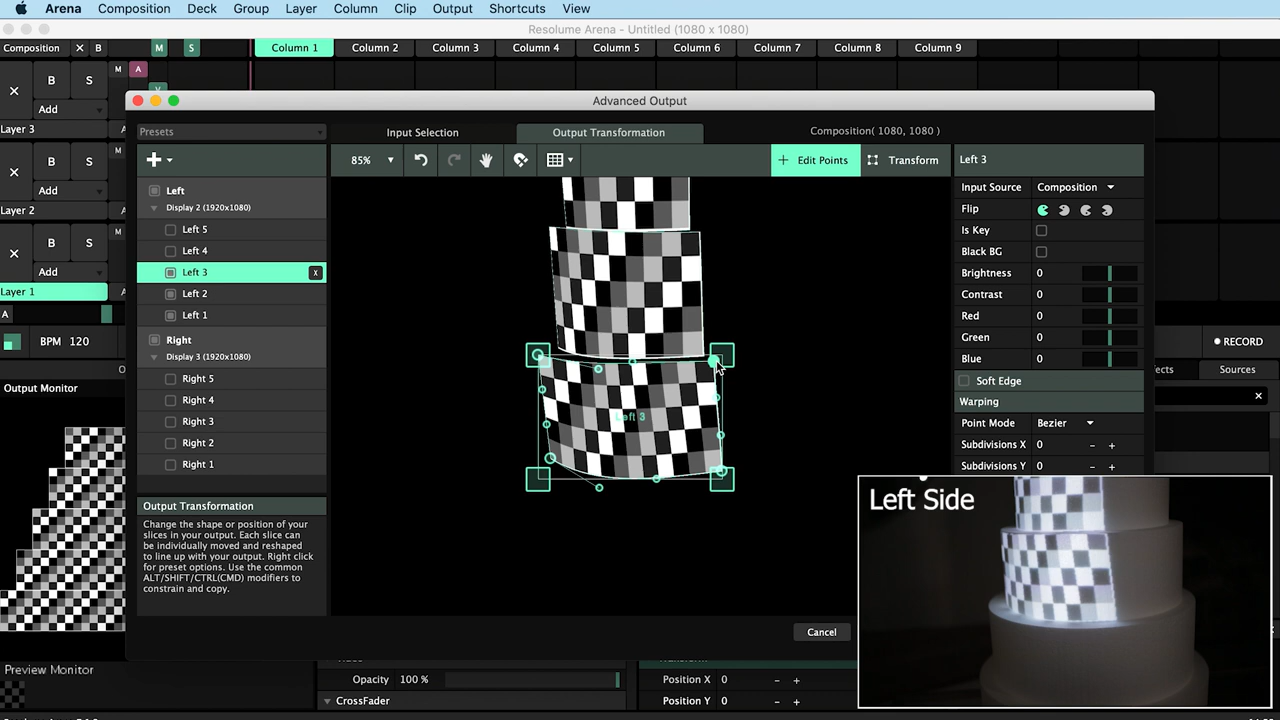 Arena Composition Deck Group Layer Column Clip Output Shortcuts View
Resolume Arena - Untitled (1080 x 1080)
Composition X B M S Column 1 Column 2 Column 3 Column 4 Column 5 Column 6 Column 7 Column 8 Column 9
B S M A
Add
Layer 3
B S M
Add
Layer 2
B S M
Add
Layer 1
A
BPM 120
RECORD
Sources
Output Monitor
Preview Monitor
Advanced Output
Presets
Input Selection
Output Transformation
Composition( 1080, 1080 )
85%
Edit Points
Transform
Left
Display 2 (1920x1080)
Left 5
Left 4
Left 3 x
Left 2
Left 1
Right
Display 3 (1920x1080)
Right 5
Right 4
Right 3
Right 2
Right 1
Output Transformation
Change the shape or position of your
slices in your output. Each slice can
be individually moved and reshaped
to line up with your output. Right click
for preset options. Use the common
ALT/SHIFT/CTRL(CMD) modifiers to
constrain and copy.
Left 3
Left 3
Input Source Composition
Flip
Is Key
Black BG
Brightness 0
Contrast 0
Red 0
Green 0
Blue 0
Soft Edge
Warping
Point Mode Bezier
Subdivisions X 0 - +
Subdivisions Y 0 - +
Cancel
Left Side
Opacity 100 %
CrossFader
Position X 0 - +
Position Y 0 - +